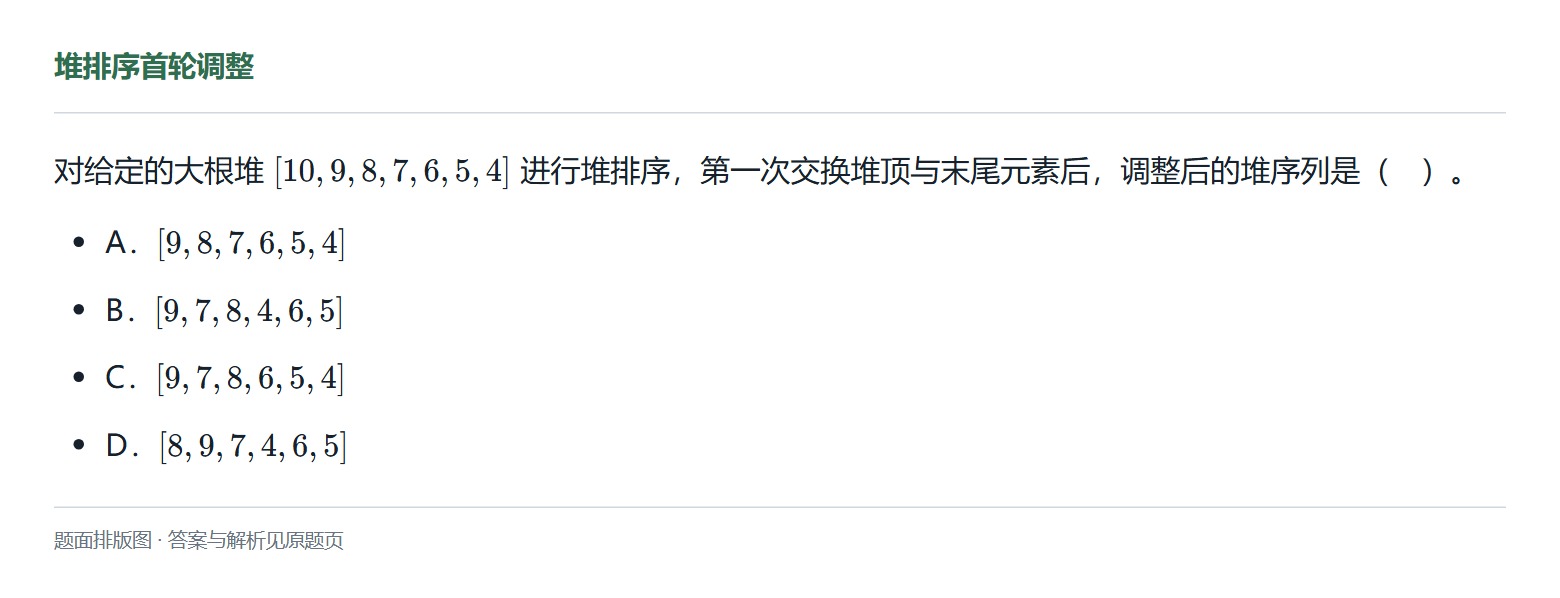 堆排序首轮调整
对给定的大根堆 [10, 9, 8, 7, 6, 5, 4] 进行堆排序，第一次交换堆顶与末尾元素后，调整后的堆序列是（　）。
• A. [9, 8, 7, 6, 5, 4]
• B. [9, 7, 8, 4, 6, 5]
• C. [9, 7, 8, 6, 5, 4]
• D. [8, 9, 7, 4, 6, 5]
题面排版图 · 答案与解析见原题页